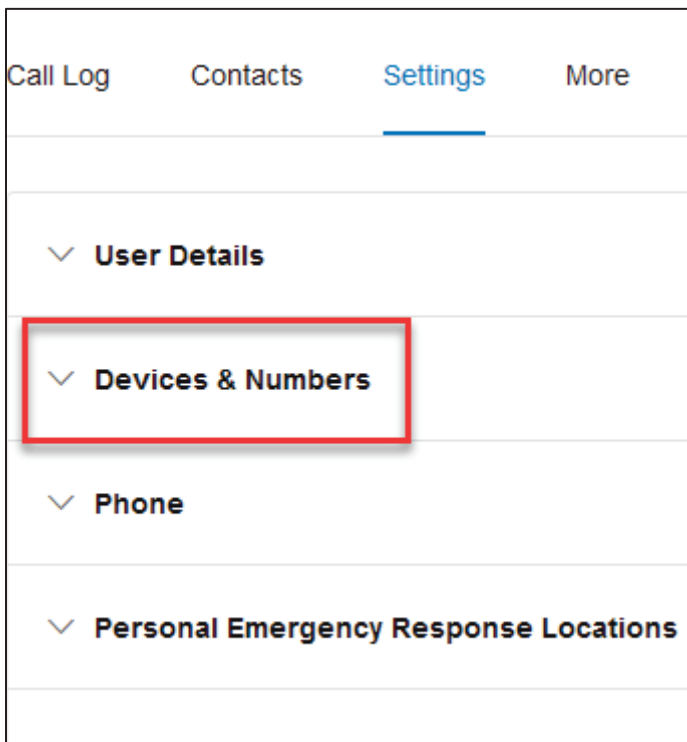 Call Log Contacts Settings More
User Details
Devices & Numbers
Phone
Personal Emergency Response Locations